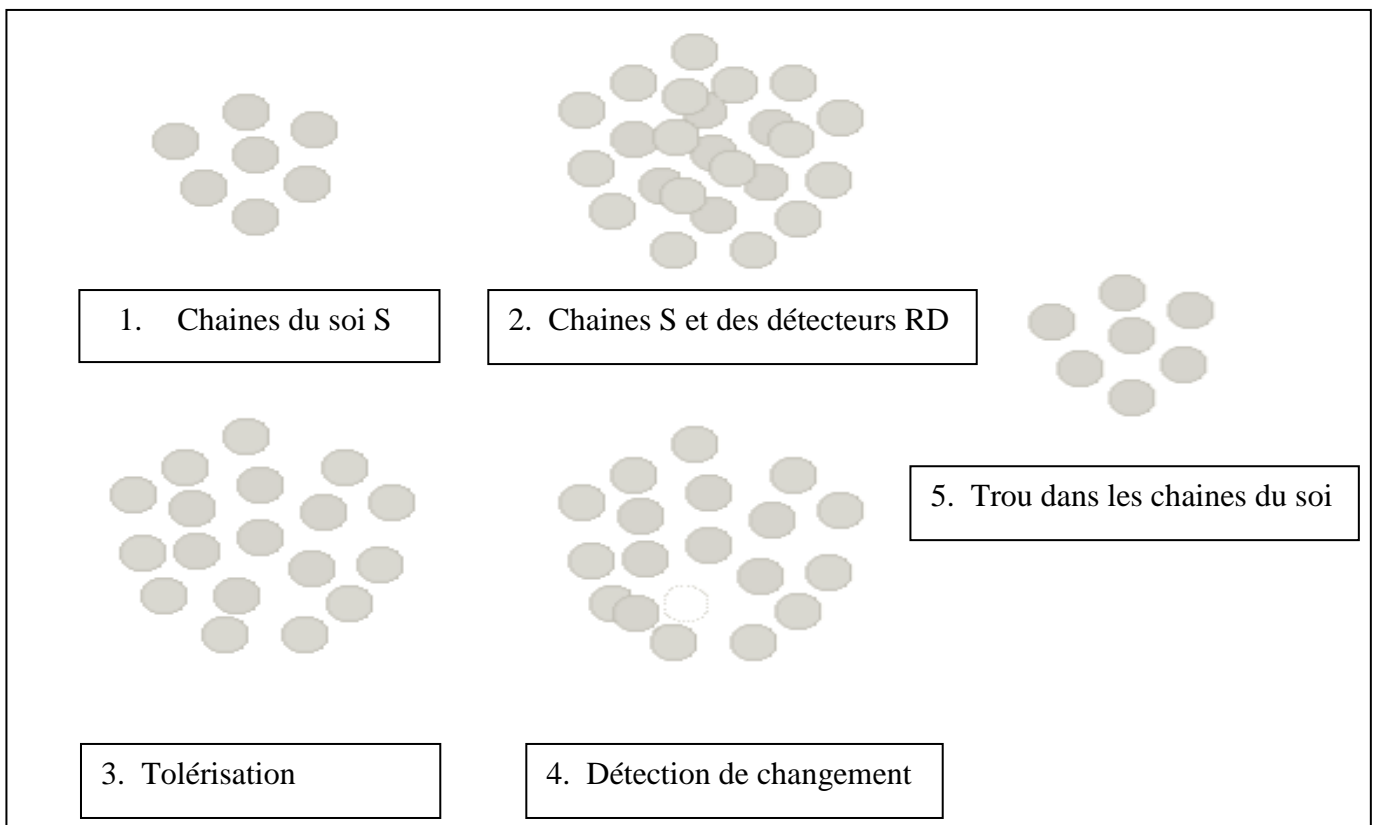 1. Chaines du soi S
2. Chaines S et des détecteurs RD
5. Trou dans les chaines du soi
3. Tolérisation
4. Détection de changement